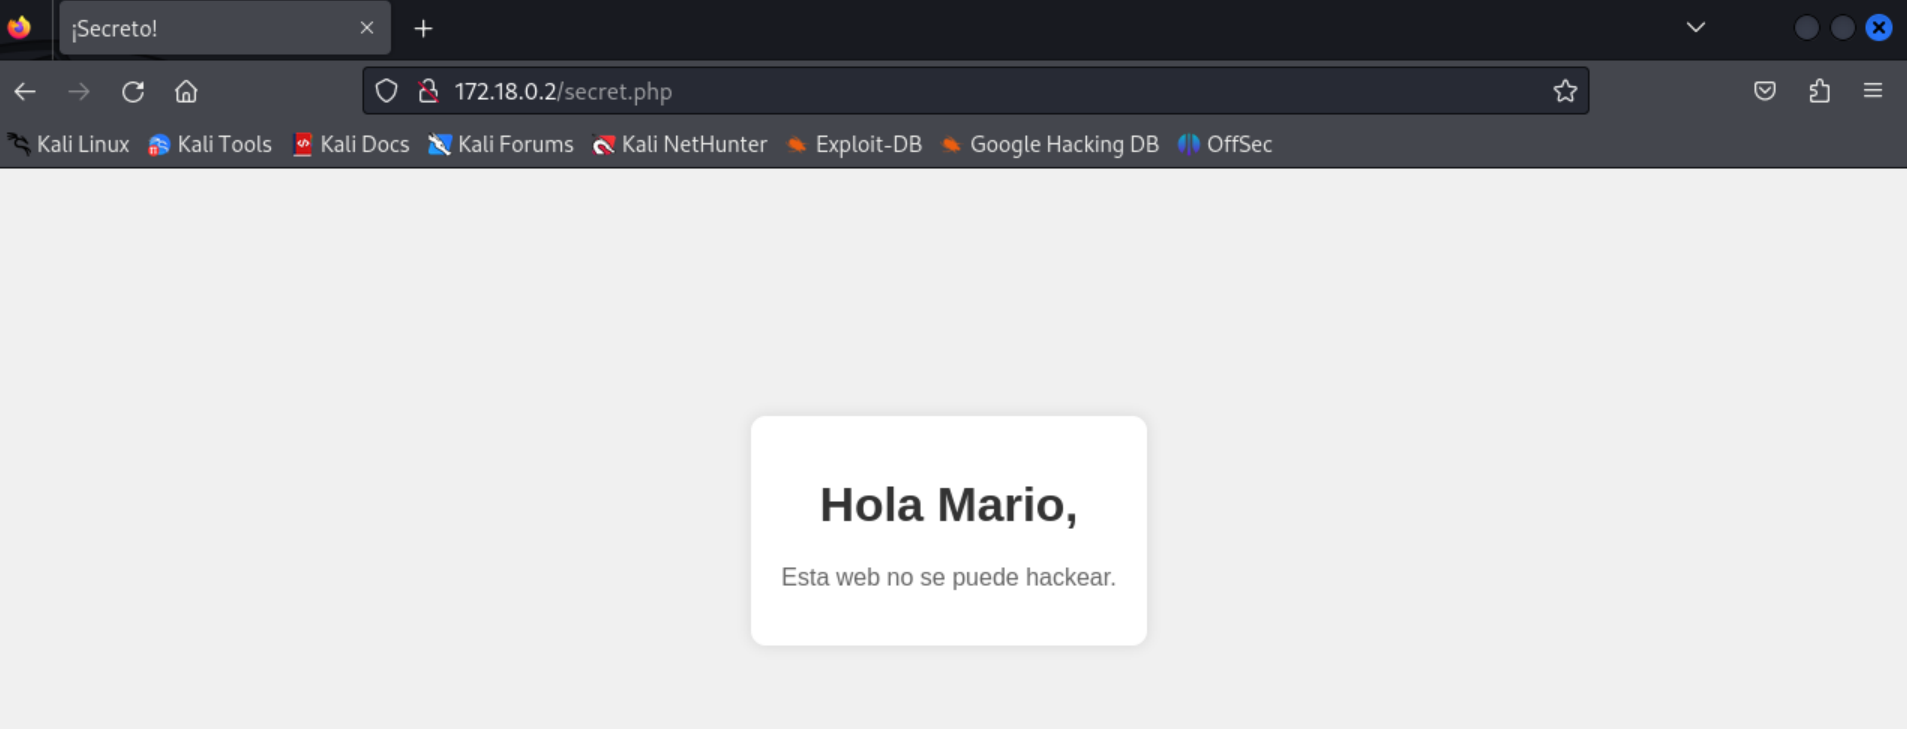 ¡Secreto!
172.18.0.2/secret.php
Kali Linux Kali Tools Kali Docs Kali Forums Kali NetHunter Exploit-DB Google Hacking DB OffSec
Hola Mario,
Esta web no se puede hackear.